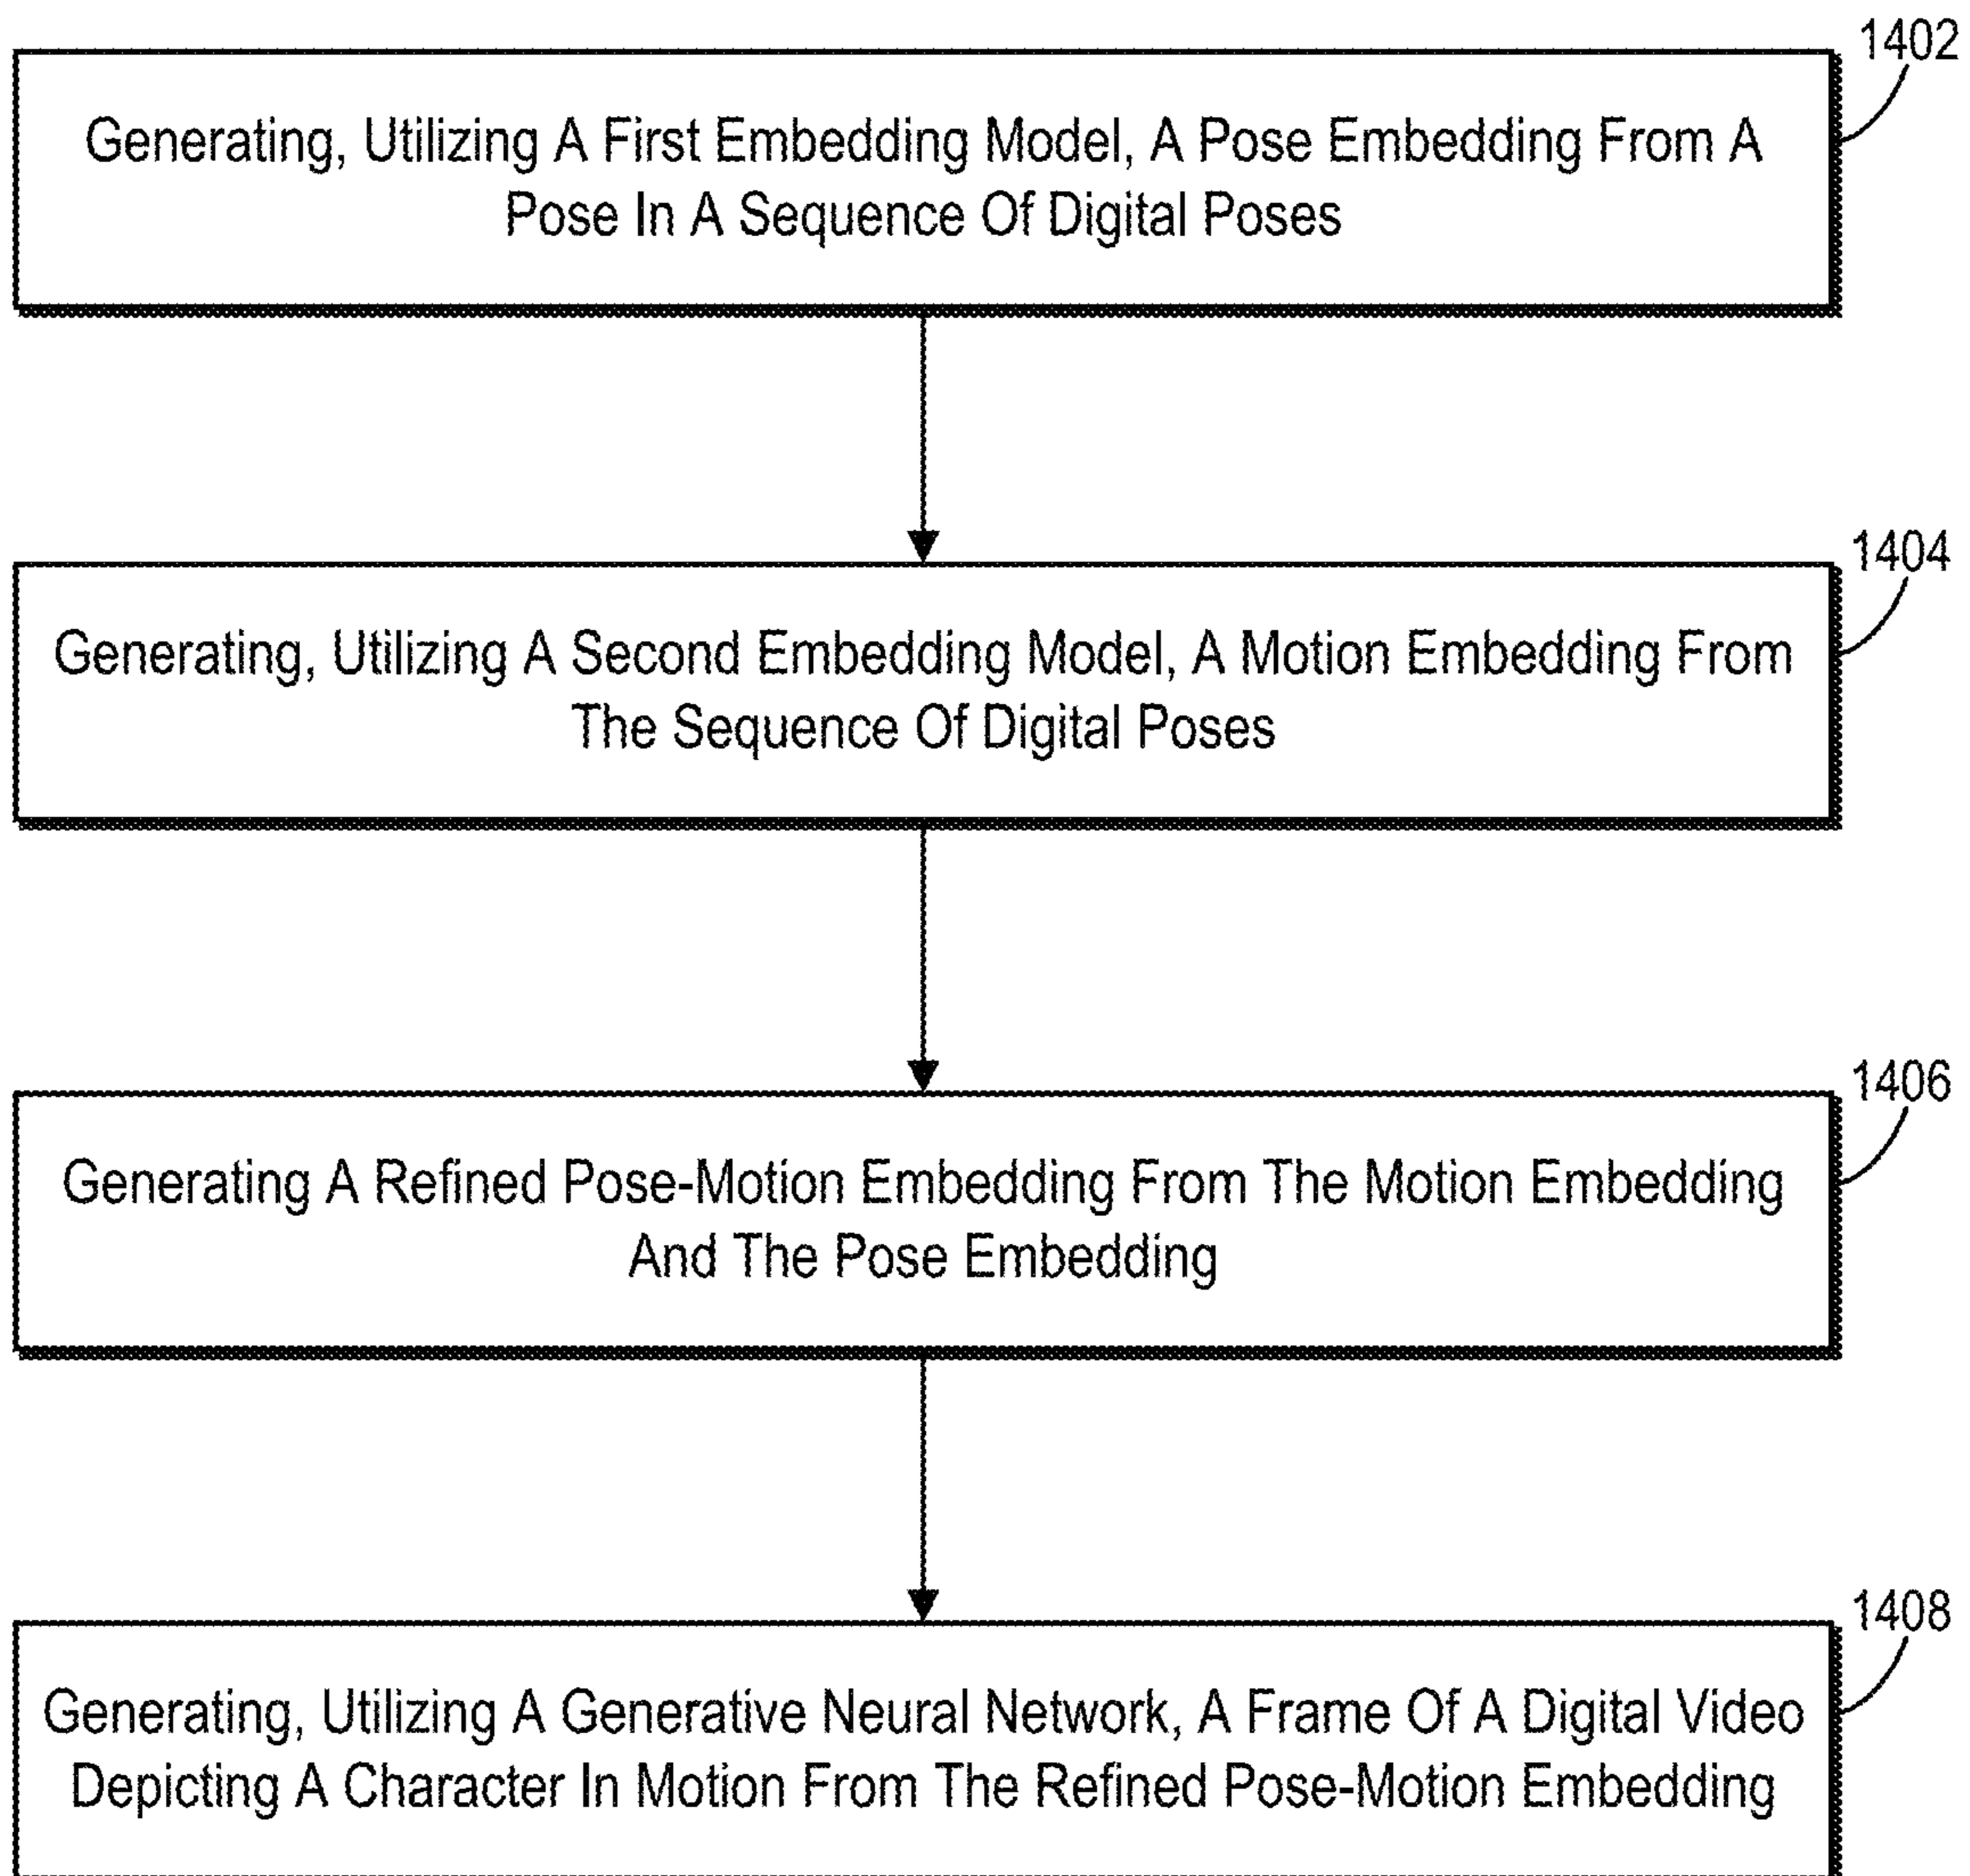 1402
Generating, Utilizing A First Embedding Model, A Pose Embedding From A
Pose In A Sequence Of Digital Poses
1404
Generating, Utilizing A Second Embedding Model, A Motion Embedding From
The Sequence Of Digital Poses
1406
Generating A Refined Pose-Motion Embedding From The Motion Embedding
And The Pose Embedding
1408
Generating, Utilizing A Generative Neural Network, A Frame Of A Digital Video
Depicting A Character In Motion From The Refined Pose-Motion Embedding